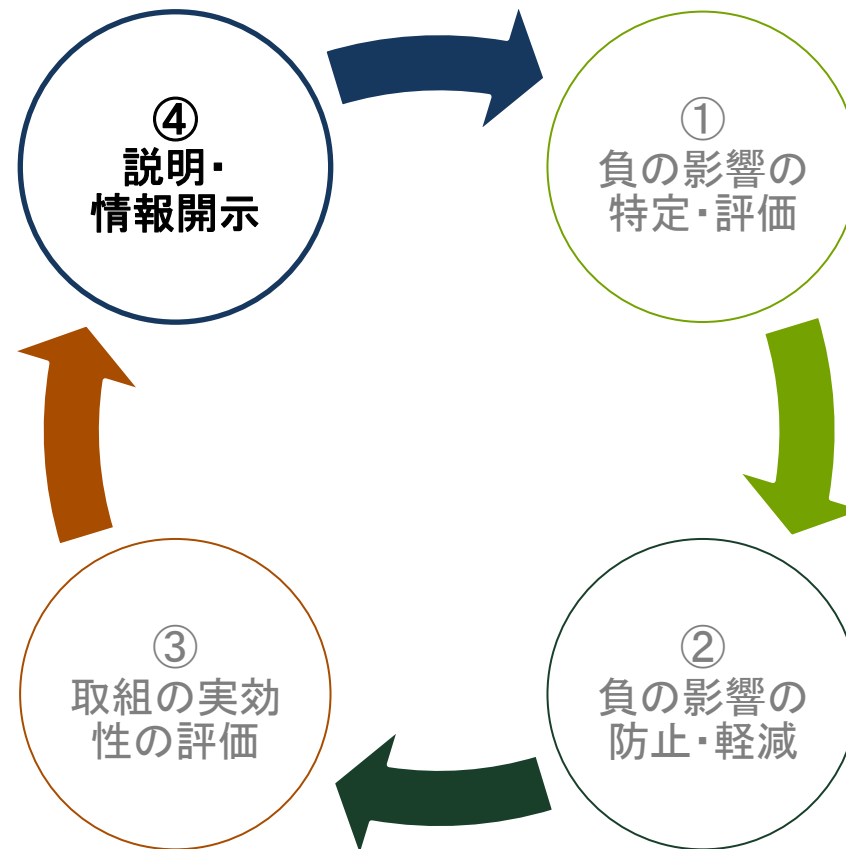 ④
説明・
情報開示
①
負の影響の
特定・評価
③
取組の実効
性の評価
②
負の影響の
防止・軽減